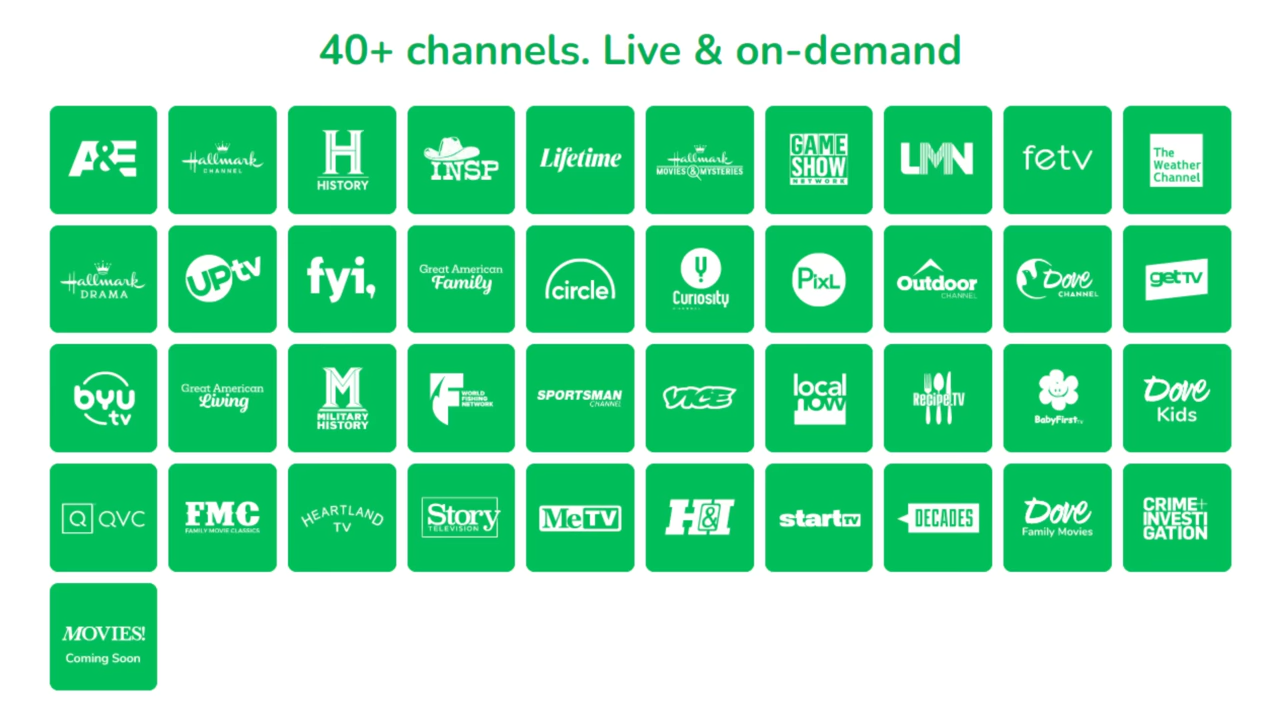 40+ channels. Live & on-demand
A&E
Hallmark
CHANNEL
H
HISTORY
INSP
Lifetime
Hallmark
MOVIES & MYSTERIES
GAME
SHOW
NETWORK
LMN
fetv
The
Weather
Channel
Hallmark
DRAMA
UPtv
fyi,
Great American
Family
circle
Curiosity
CHANNEL
PixL
Outdoor
CHANNEL
Dove
CHANNEL
getTV
byu
tv
Great American
Living
M
MILITARY
HISTORY
F
WORLD
FISHING
NETWORK
SPORTSMAN
CHANNEL
VICE
local
now
Recipe.TV
BabyFirst TV
Dove
Kids
Q QVC
FMC
FAMILY MOVIE CLASSICS
HEARTLAND
TV
Story
TELEVISION
MeTV
H&I
startTV
DECADES
Dove
Family Movies
CRIME+
INVESTI
GATION
MOVIES!
Coming Soon